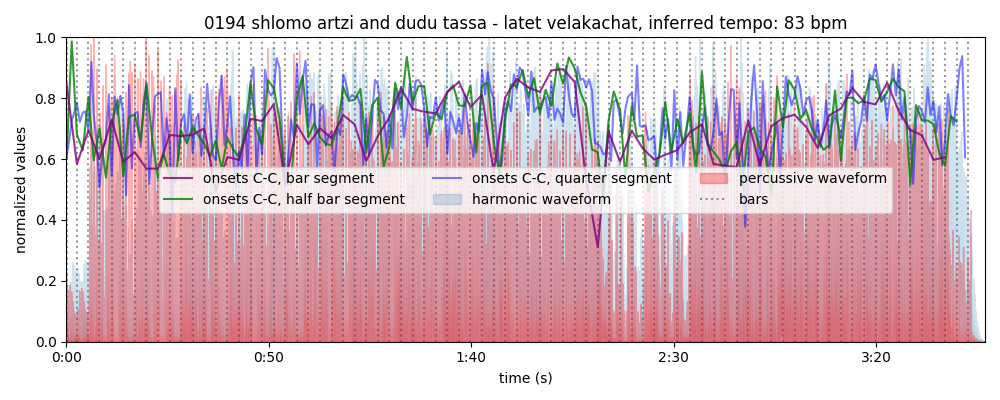 0194 shlomo artzi and dudu tassa - latet velakachat, inferred tempo: 83 bpm
1.0
0.8
0.6
0.4
0.2
0.0
normalized values
onsets C-C, bar segment
onsets C-C, half bar segment
onsets C-C, quarter segment
harmonic waveform
percussive waveform
bars
0:00 0:50 1:40 2:30 3:20
time (s)